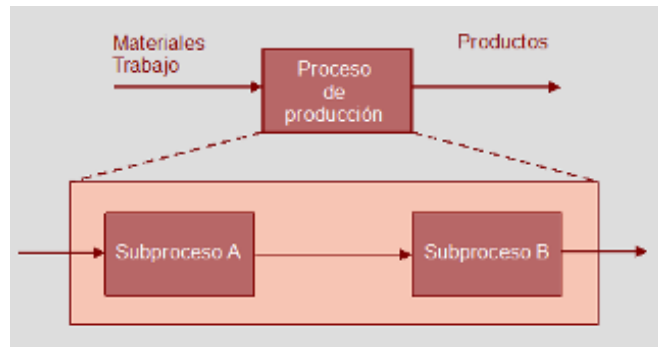 Materiales
Trabajo
Productos
Proceso
de
producción
Subproceso A
Subproceso B